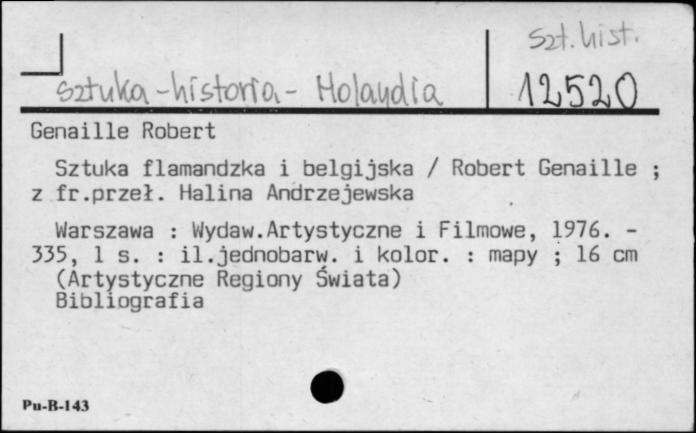 Szt. hist.
Sztuka - historia - Holandia
12520
Genaille Robert
Sztuka flamandzka i belgijska / Robert Genaille ;
z fr.przeł. Halina Andrzejewska
Warszawa : Wydaw.Artystyczne i Filmowe, 1976. -
335, l s. : il.jednobarw. i kolor. : mapy ; 16 cm
(Artystyczne Regiony Świata)
Bibliografia
Pu-B-143